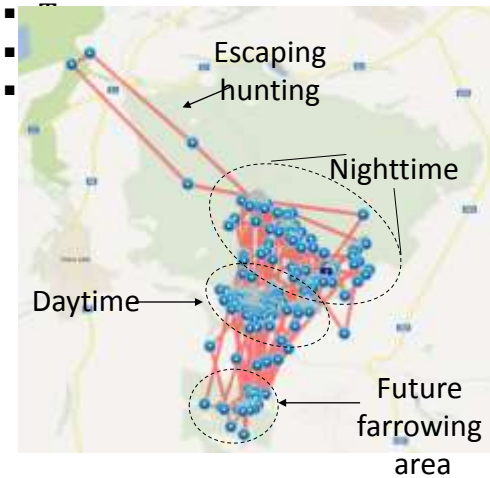 Escaping
hunting
Nighttime
Daytime
Future
farrowing
area